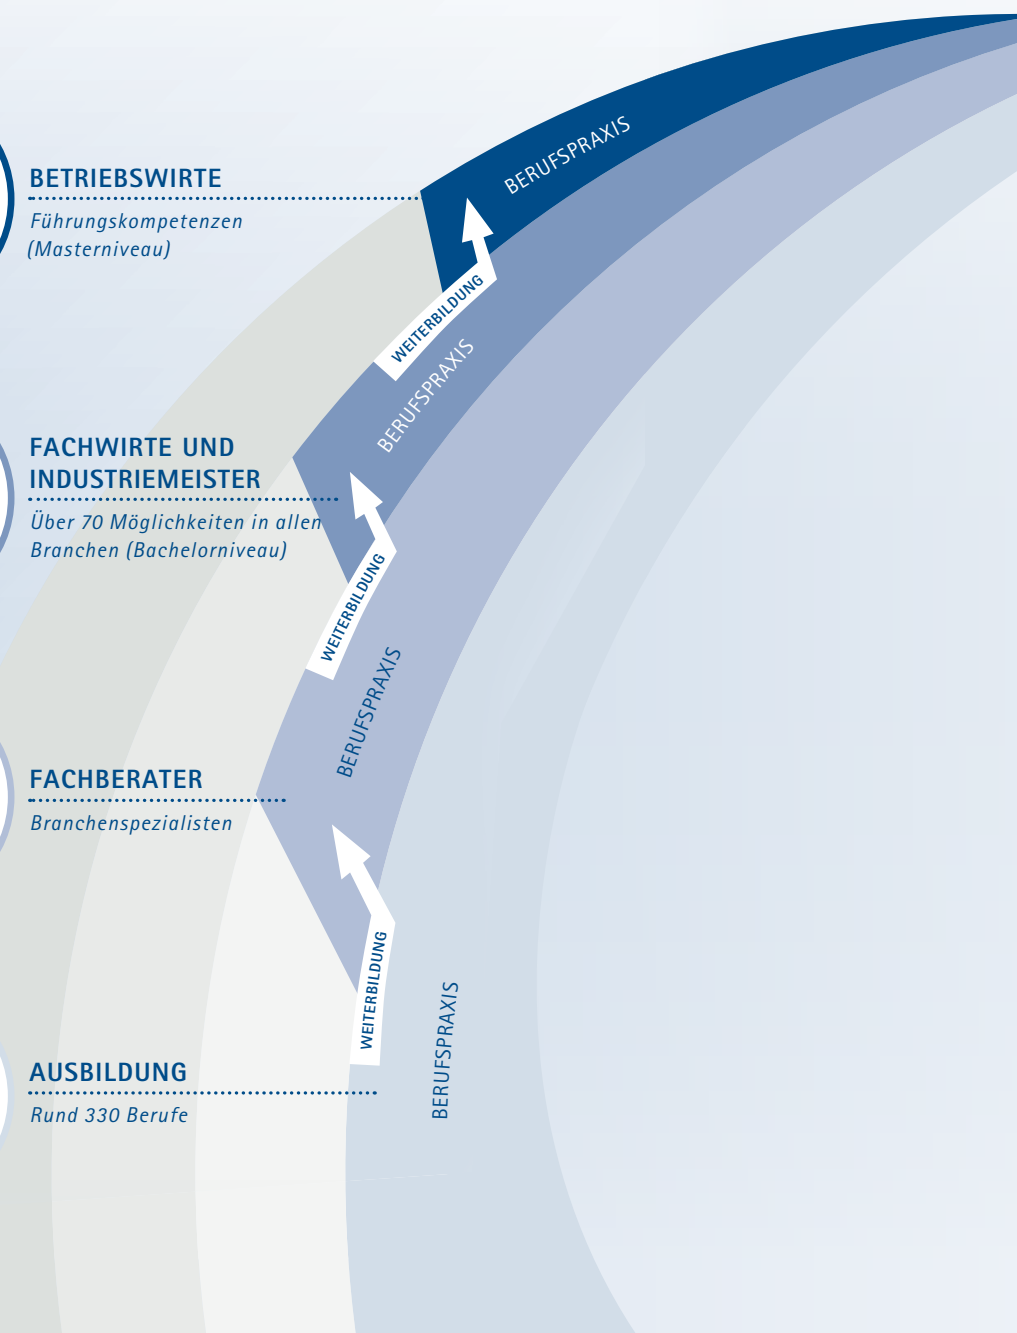 BERUFSPRAXIS
BETRIEBSWIRTE
Führungskompetenzen
(Masterniveau)
WEITERBILDUNG
BERUFSPRAXIS
FACHWIRTE UND
INDUSTRIEMEISTER
Über 70 Möglichkeiten in allen
Branchen (Bachelorniveau)
WEITERBILDUNG
BERUFSPRAXIS
FACHBERATER
Branchenspezialisten
WEITERBILDUNG
BERUFSPRAXIS
AUSBILDUNG
Rund 330 Berufe